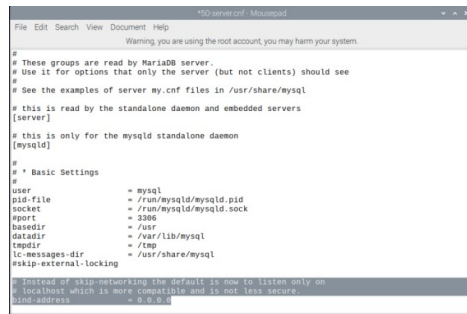 *50-server.cnf - Mousepad
File Edit Search View Document Help
Warning, you are using the root account, you may harm your system.
#
# These groups are read by MariaDB server.
# Use it for options that only the server (but not clients) should see
#
# See the examples of server my.cnf files in /usr/share/mysql

# this is read by the standalone daemon and embedded servers
[server]

# this is only for the mysqld standalone daemon
[mysqld]

#
# * Basic Settings
#
user = mysql
pid-file = /run/mysqld/mysqld.pid
socket = /run/mysqld/mysqld.sock
#port = 3306
basedir = /usr
datadir = /var/lib/mysql
tmpdir = /tmp
lc-messages-dir = /usr/share/mysql
#skip-external-locking

# Instead of skip-networking the default is now to listen only on
# localhost which is more compatible and is not less secure.
bind-address = 0.0.0.0